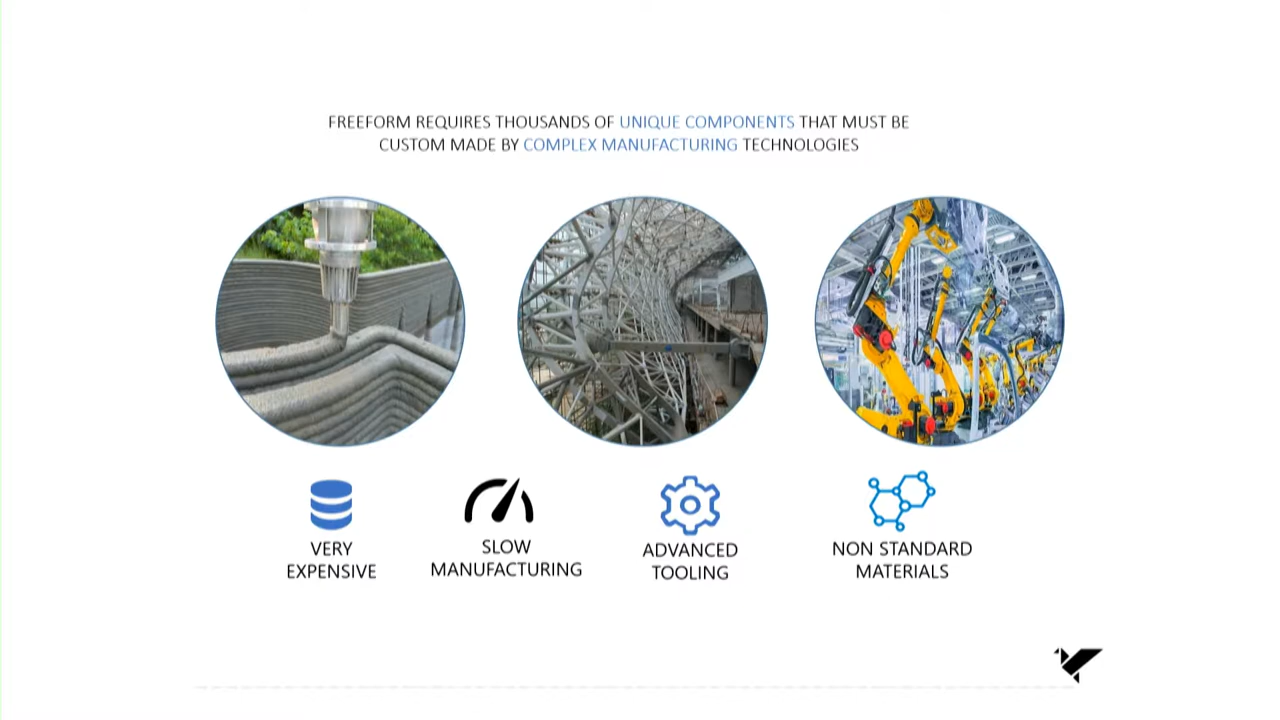 FREEFORM REQUIRES THOUSANDS OF UNIQUE COMPONENTS THAT MUST BE
CUSTOM MADE BY COMPLEX MANUFACTURING TECHNOLOGIES
VERY
EXPENSIVE
SLOW
MANUFACTURING
ADVANCED
TOOLING
NON STANDARD
MATERIALS